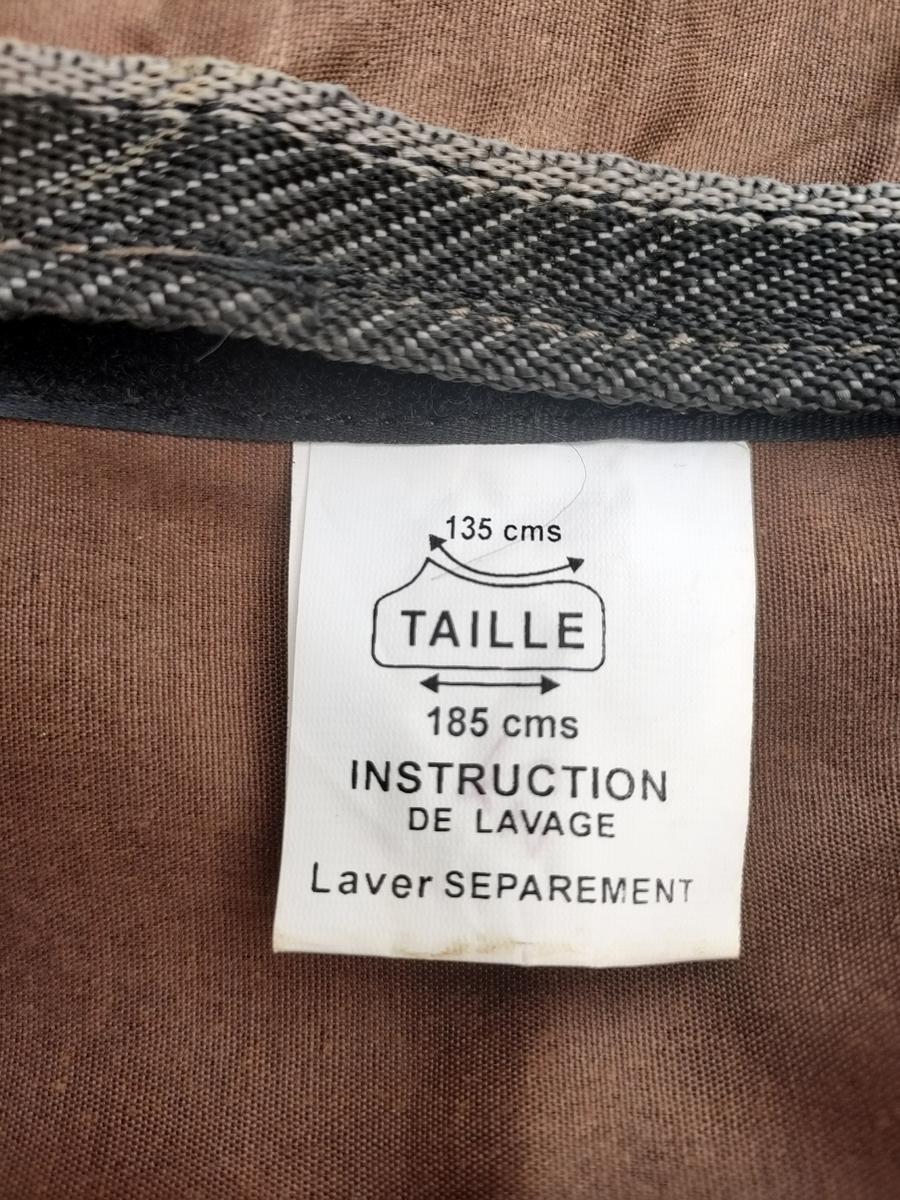 135 cms
TAILLE
185 cms
INSTRUCTION
DE LAVAGE
Laver SEPAREMENT